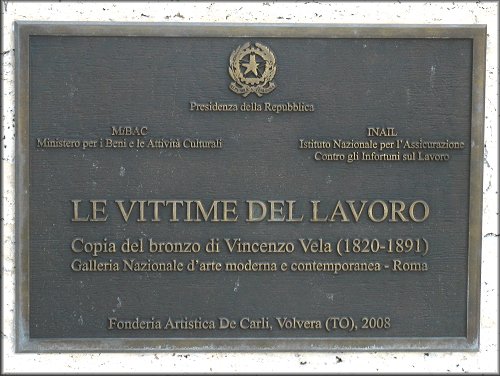 Presidenza della Repubblica
MiBAC
Ministero per i Beni e le Attività Culturali
INAIL
Istituto Nazionale per l'Assicurazione
Contro gli Infortuni sul Lavoro
LE VITTIME DEL LAVORO
Copia del bronzo di Vincenzo Vela (1820-1891)
Galleria Nazionale d'arte moderna e contemporanea - Roma
Fonderia Artistica De Carli, Volvera (TO), 2008